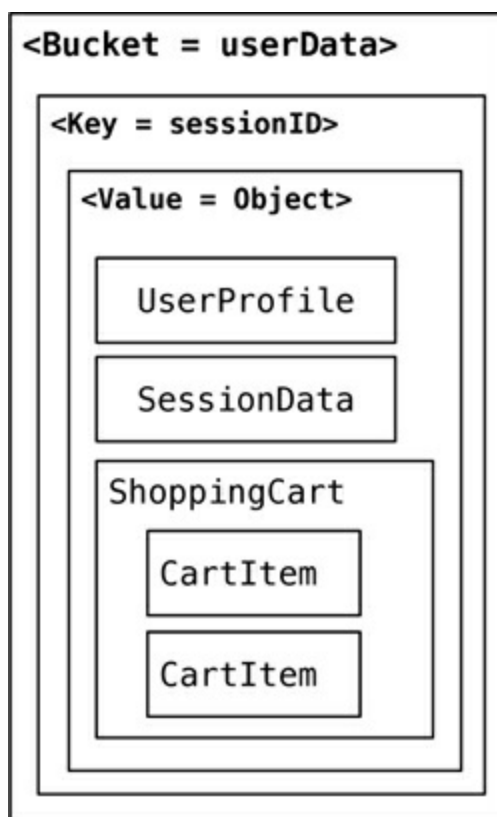 <Bucket = userData>
<Key = sessionID>
<Value = Object>
UserProfile
SessionData
ShoppingCart
CartItem
CartItem